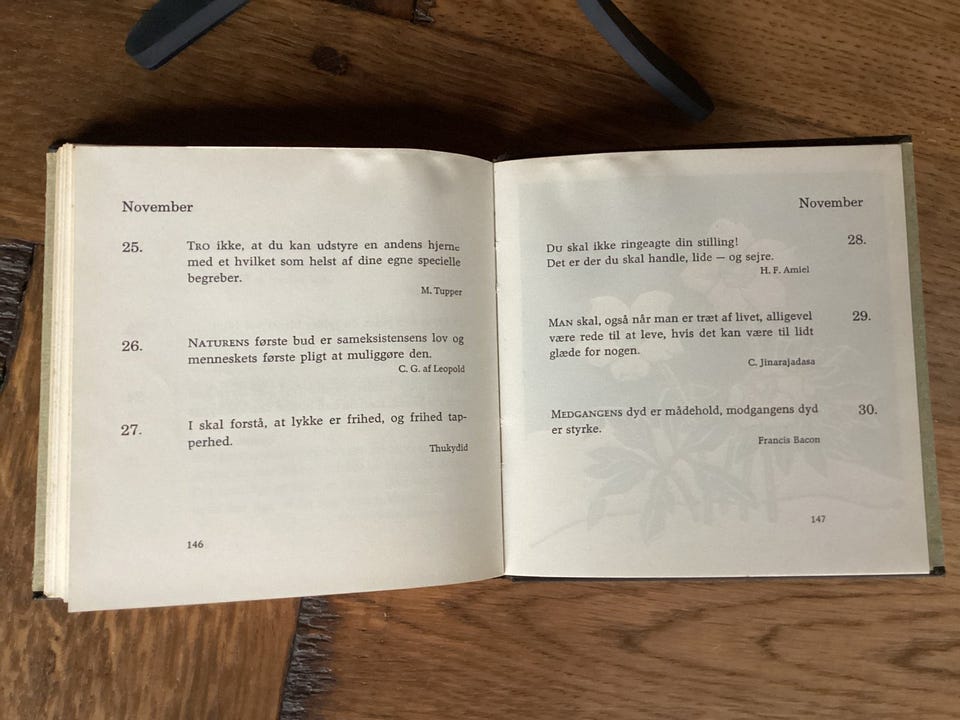 November
25.
TRO ikke, at du kan udstyre en andens hjerne
med et hvilket som helst af dine egne specielle
begreber.
M. Tupper
26.
NATURENS første bud er sameksistensens lov og
menneskets første pligt at muliggøre den.
C. G. af Leopold
27.
I skal forstå, at lykke er frihed, og frihed tap-
perhed.
Thukydid
146
November
28.
DU skal ikke ringeagte din stilling!
Det er der du skal handle, lide – og sejre.
H. F. Amiel
29.
MAN skal, også når man er træt af livet, alligevel
være rede til at leve, hvis det kan være til lidt
glæde for nogen.
C. Jinarajadasa
30.
MEDGANGENS dyd er mådehold, modgangens dyd
er styrke.
Francis Bacon
147